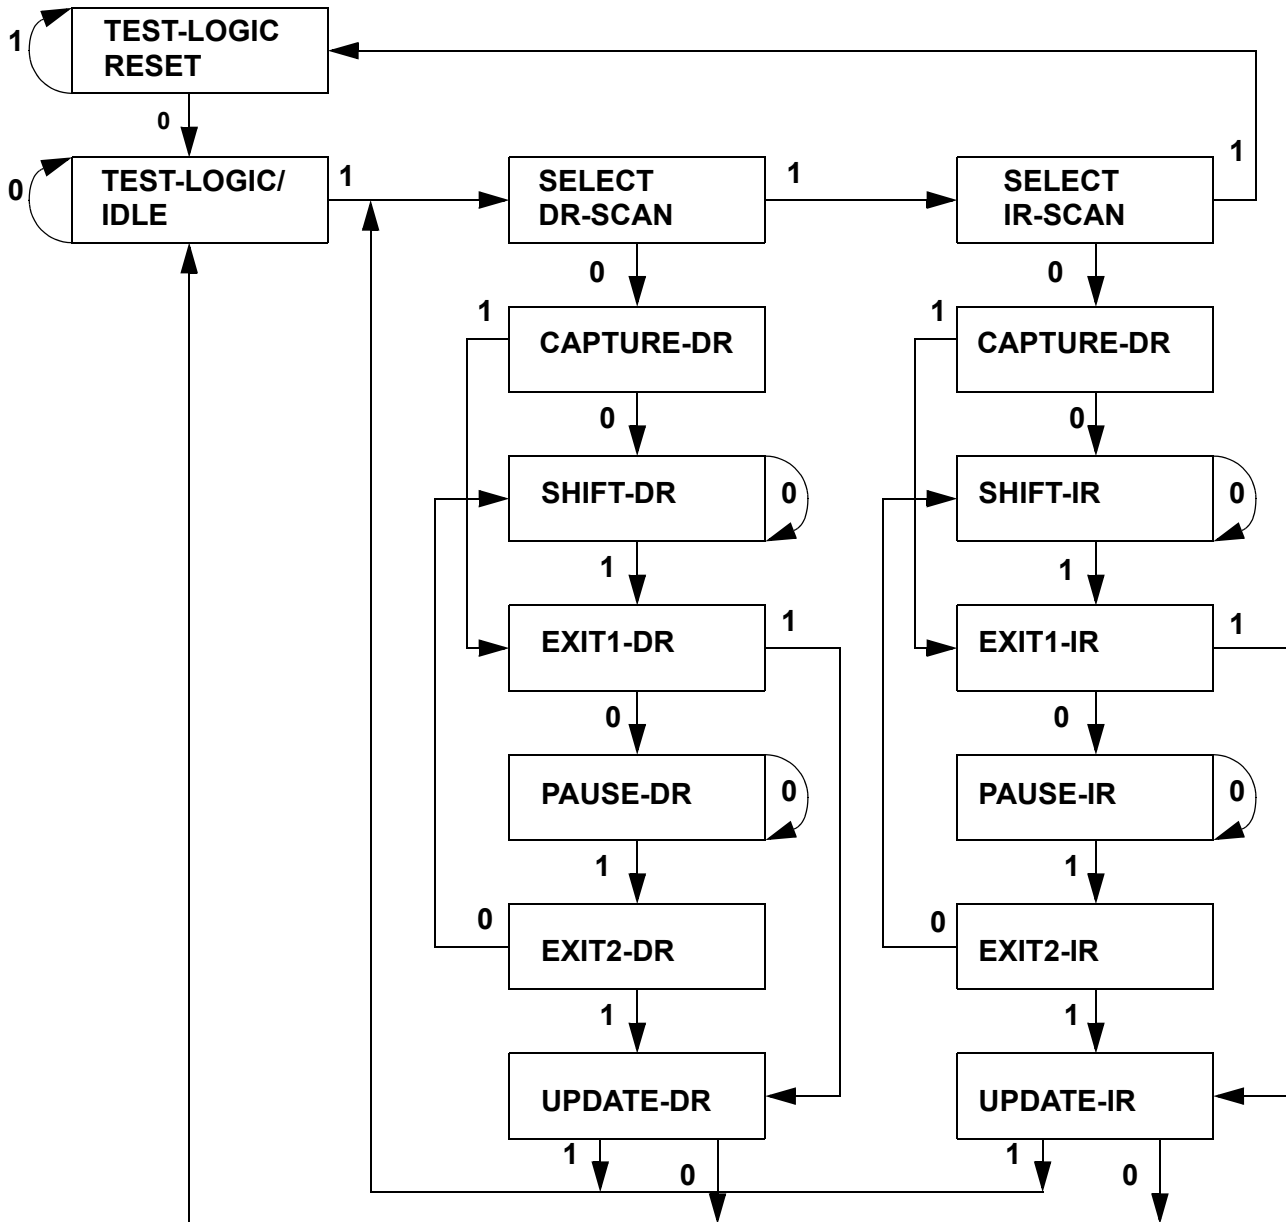 1
TEST-LOGIC
RESET
0
0
TEST-LOGIC/
IDLE
1
SELECT
DR-SCAN
1
SELECT
IR-SCAN
1
0
0
1
CAPTURE-DR
1
CAPTURE-DR
0
0
SHIFT-DR
0
SHIFT-IR
0
1
1
EXIT1-DR
1
EXIT1-IR
1
0
0
PAUSE-DR
0
PAUSE-IR
0
1
1
0
EXIT2-DR
0
EXIT2-IR
1
1
UPDATE-DR
UPDATE-IR
1
0
1
0